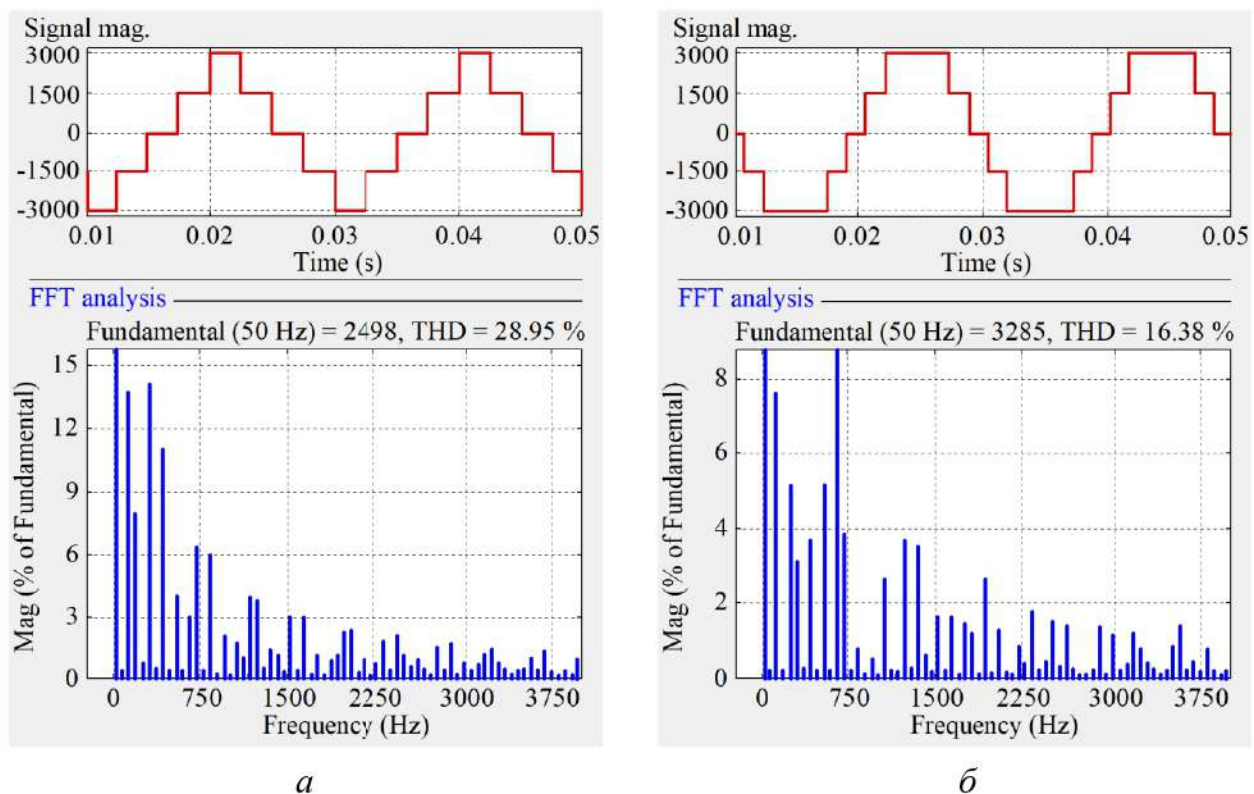 Signal mag.
3000
1500
0
-1500
-3000
0.01 0.02 0.03 0.04 0.05
Time (s)
FFT analysis
Fundamental (50 Hz) = 2498, THD = 28.95 %
Mag (% of Fundamental)
15
12
9
6
3
0
0 750 1500 2250 3000 3750
Frequency (Hz)
а
Signal mag.
3000
1500
0
-1500
-3000
0.01 0.02 0.03 0.04 0.05
Time (s)
FFT analysis
Fundamental (50 Hz) = 3285, THD = 16.38 %
Mag (% of Fundamental)
8
6
4
2
0
0 750 1500 2250 3000 3750
Frequency (Hz)
б